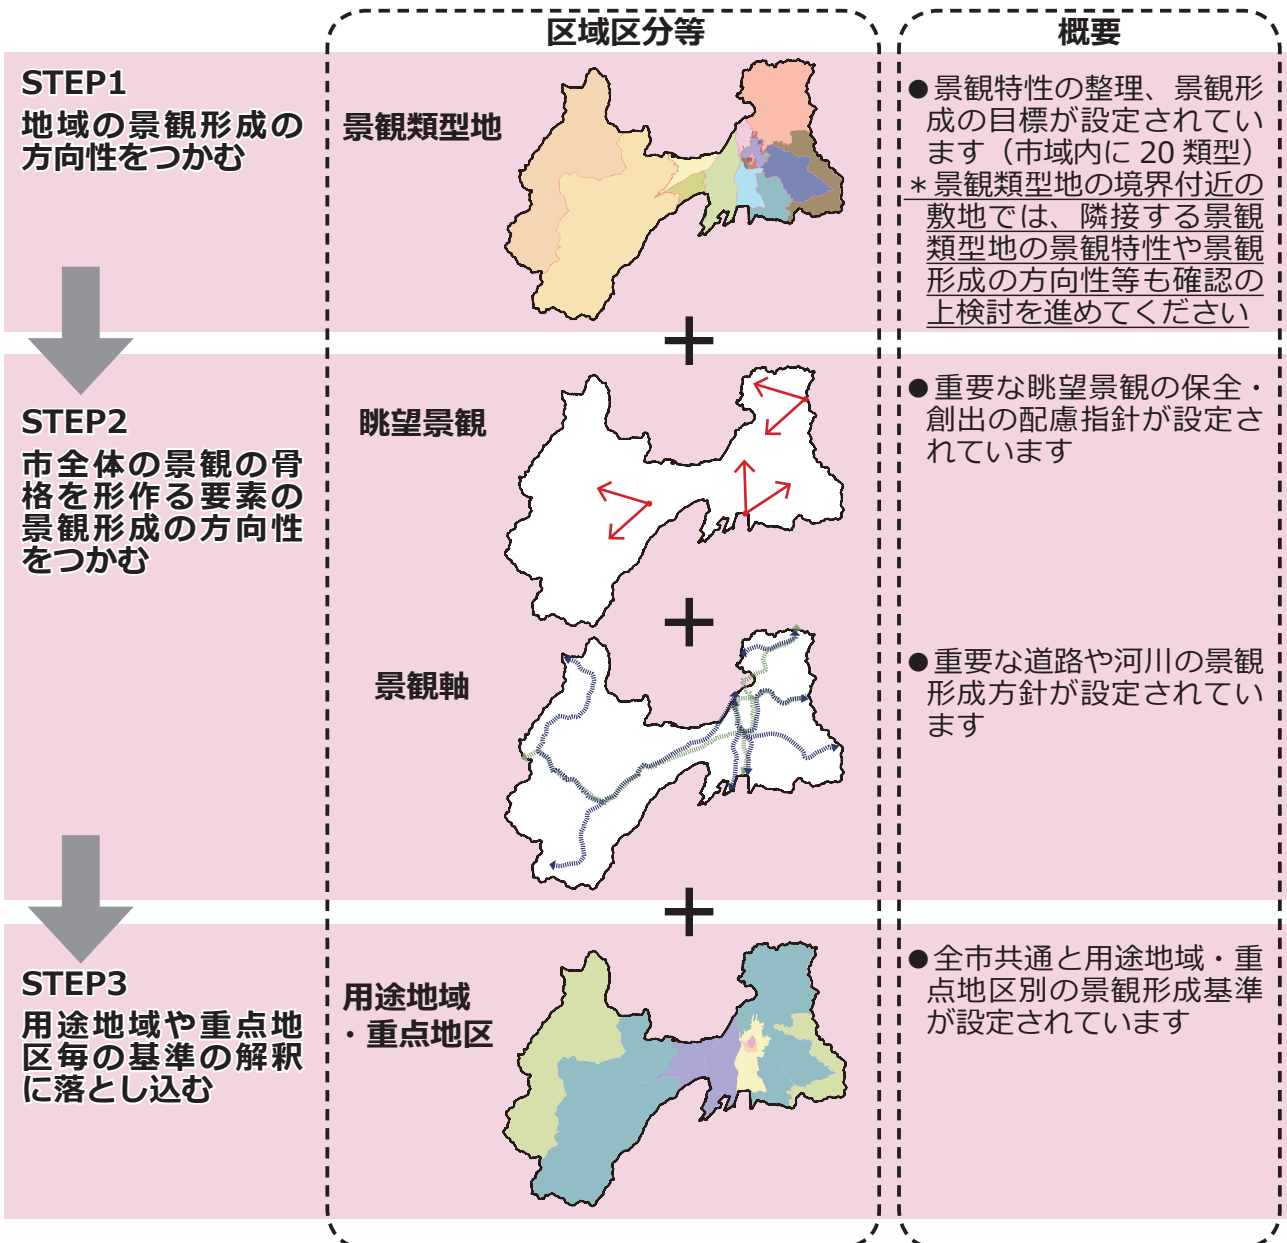 区域区分等
概要
STEP1
地域の景観形成の
方向性をつかむ
景観類型地
●景観特性の整理、景観形
成の目標が設定されてい
ます（市域内に 20 類型）
＊景観類型地の境界付近の
敷地では、隣接する景観
類型地の景観特性や景観
形成の方向性等も確認の
上検討を進めてください
＋
STEP2
市全体の景観の骨
格を形作る要素の
景観形成の方向性
をつかむ
眺望景観
●重要な眺望景観の保全・
創出の配慮指針が設定さ
れています
＋
景観軸
●重要な道路や河川の景観
形成方針が設定されてい
ます
＋
STEP3
用途地域や重点地
区毎の基準の解釈
に落とし込む
用途地域
・重点地区
●全市共通と用途地域・重
点地区別の景観形成基準
が設定されています